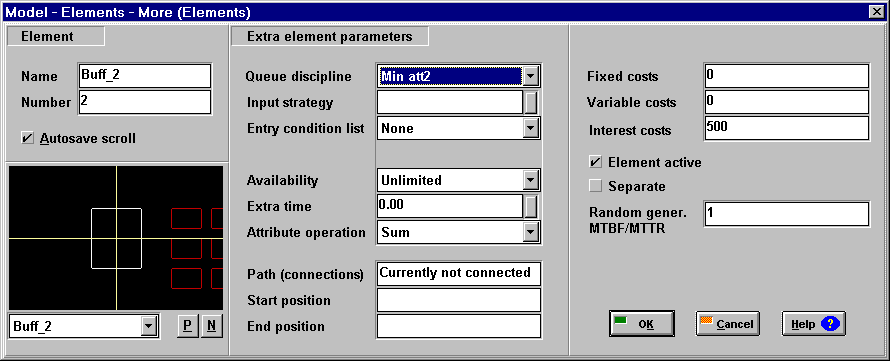 Model - Elements - More (Elements)
Element
Name Buff_2
Number 2
Autosave scroll
Buff_2
P N
Extra element parameters
Queue discipline Min att2
Input strategy
Entry condition list None
Availability Unlimited
Extra time 0.00
Attribute operation Sum
Path (connections) Currently not connected
Start position
End position
Fixed costs 0
Variable costs 0
Interest costs 500
Element active
Separate
Random gener. 1
MTBF/MTTR
OK Cancel Help ?